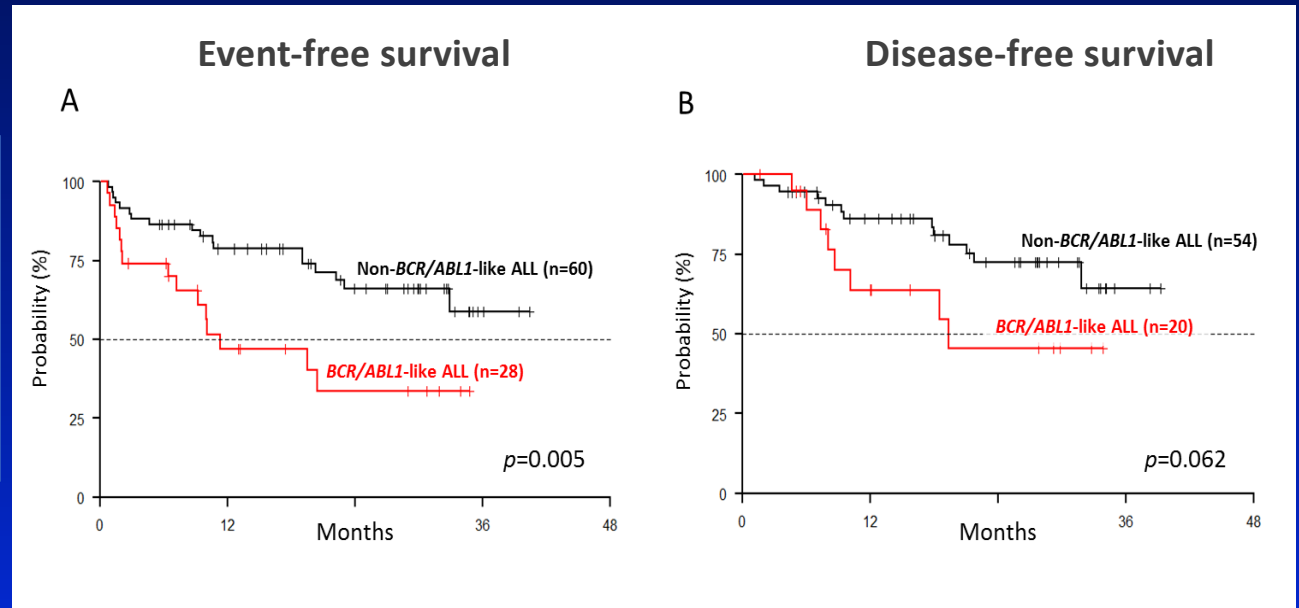 Event-free survival
A
Probability (%)
100
75
50
25
0
Non-BCR/ABL1-like ALL (n=60)
BCR/ABL1-like ALL (n=28)
p=0.005
0 12 36 48
Months
Disease-free survival
B
Probability (%)
100
75
50
25
0
Non-BCR/ABL1-like ALL (n=54)
BCR/ABL1-like ALL (n=20)
p=0.062
0 12 36 48
Months